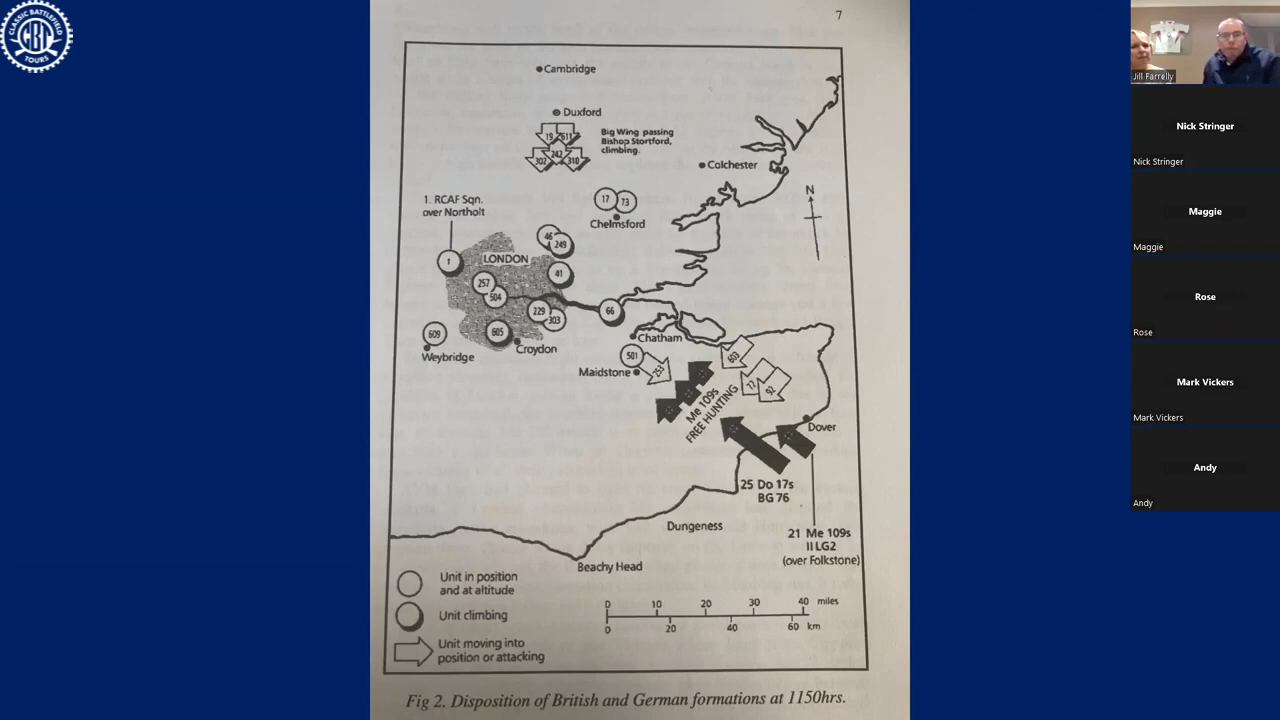 CLASSIC BATTLEFIELD
CBT
TOURS
7
Cambridge
Duxford
19
611
302
242
310
Big Wing passing
Bishop Stortford,
climbing.
Colchester
1. RCAF Sqn.
over Northolt
17
73
Chelmsford
N
46
249
LONDON
1
41
257
504
229
303
66
609
605
Weybridge
Croydon
Chatham
501
253
603
Maidstone
72
92
Me 109s
FREE HUNTING
Dover
25 Do 17s
BG 76
Dungeness
21 Me 109s
II LG2
(over Folkstone)
Beachy Head
Unit in position
and at altitude
Unit climbing
Unit moving into
position or attacking
0 10 20 30 40 miles
0 20 40 60 km
Fig 2. Disposition of British and German formations at 1150hrs.
Jill Farrelly
Nick Stringer
Nick Stringer
Maggie
Maggie
Rose
Rose
Mark Vickers
Mark Vickers
Andy
Andy